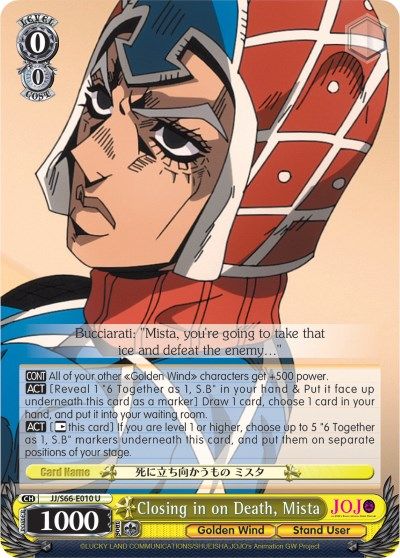 LEVEL
0
0
COST
Bucciarati: "Mista, you're going to take that
ice and defeat the enemy…"
CONT All of your other «Golden Wind» characters get +500 power.
ACT [Reveal 1 "6 Together as 1, S.B" in your hand & Put it face up
underneath this card as a marker] Draw 1 card, choose 1 card in your
hand, and put it into your waiting room.
ACT [this card] If you are level 1 or higher, choose up to 5 "6 Together
as 1, S.B" markers underneath this card, and put them on separate
positions of your stage.
Card Name 死に立ち向かうもの ミスタ
CH JJ/S66-E010 U
POWER 1000 SOUL Closing in on Death, Mista JOJO
Golden Wind Stand User
©LUCKY LAND COMMUNICATIONS/SHUEISHA,JOJO's Animation GW Project